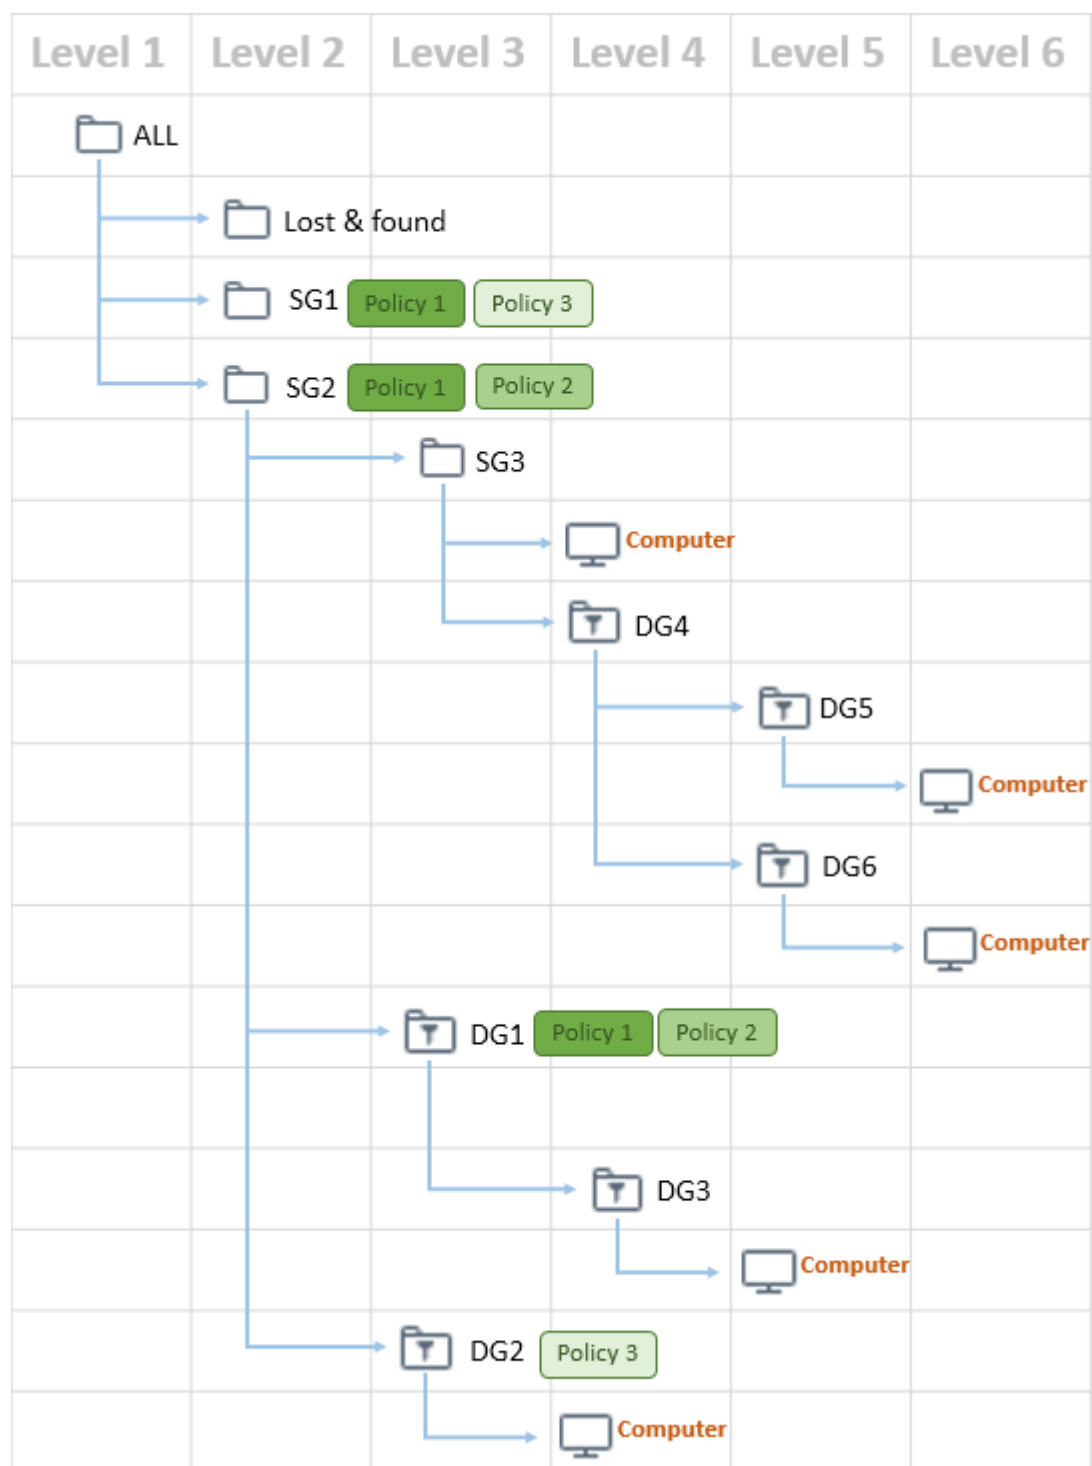 Level 1 Level 2 Level 3 Level 4 Level 5 Level 6
ALL
Lost & found
SG1 Policy 1 Policy 3
SG2 Policy 1 Policy 2
SG3
Computer
DG4
DG5
Computer
DG6
Computer
DG1 Policy 1 Policy 2
DG3
Computer
DG2 Policy 3
Computer